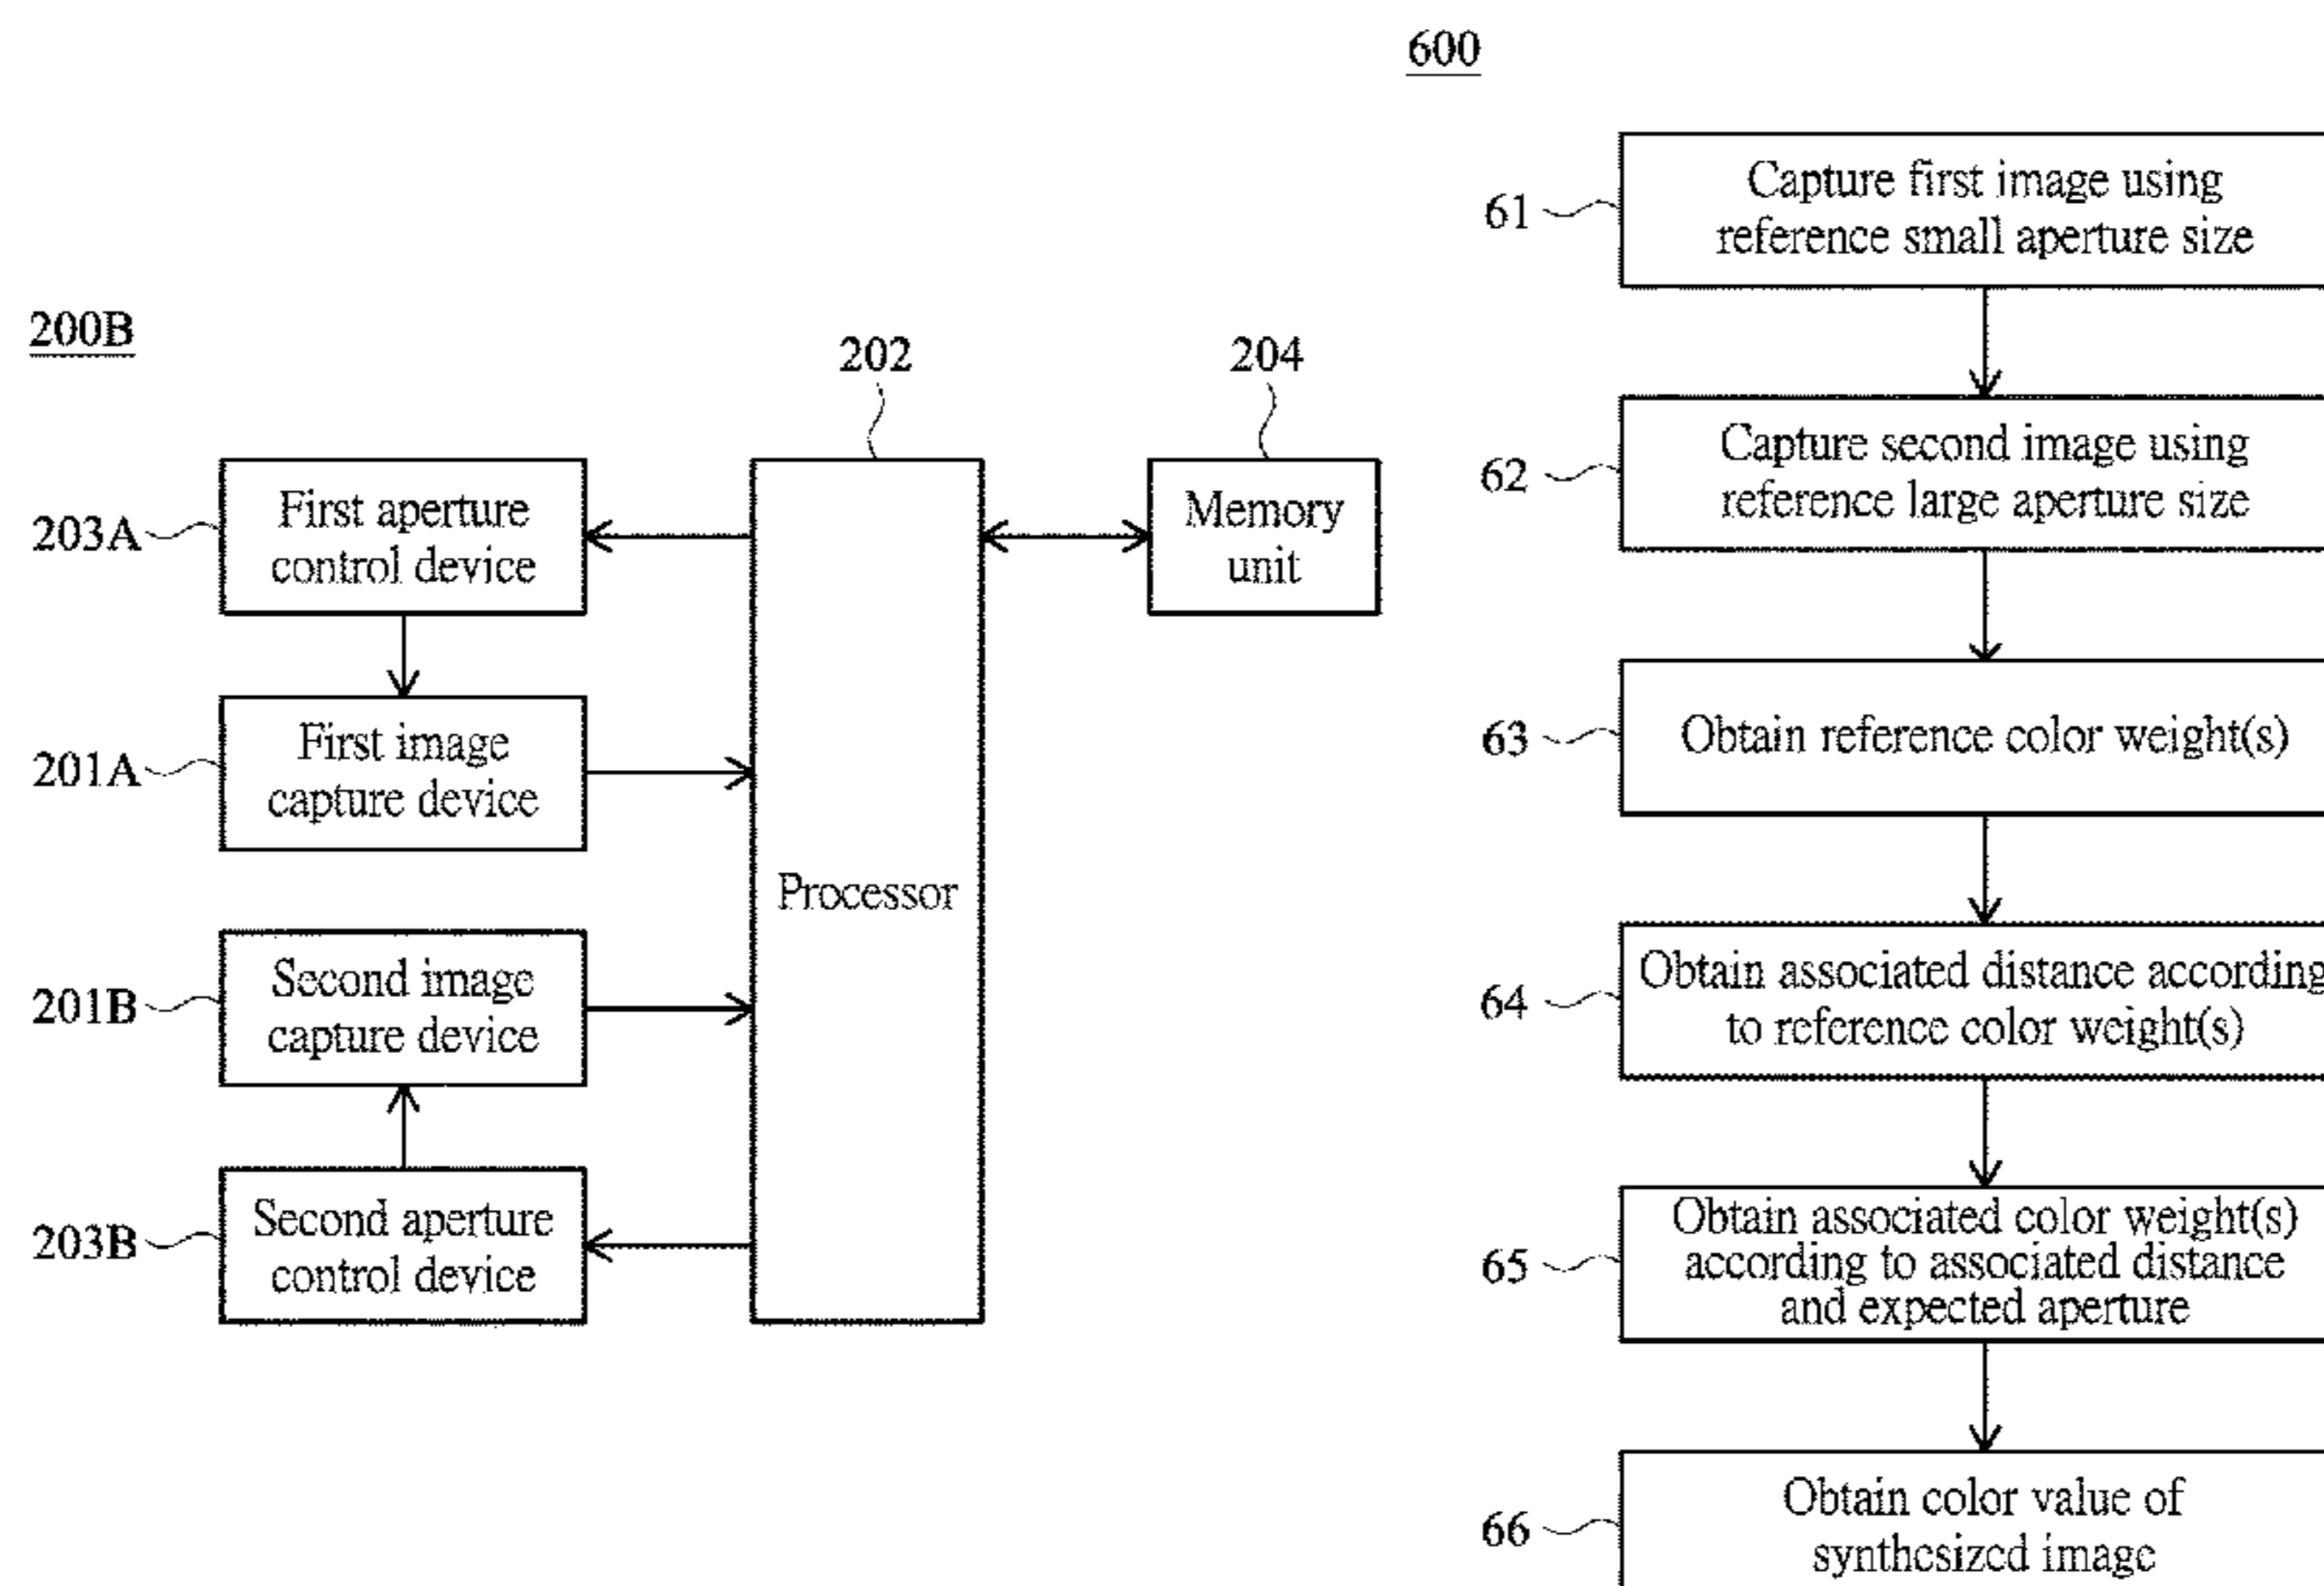 200B
202
204
203A
First aperture
control device
Memory
unit
201A
First image
capture device
Processor
201B
Second image
capture device
203B
Second aperture
control device
600
61
Capture first image using
reference small aperture size
62
Capture second image using
reference large aperture size
63
Obtain reference color weight(s)
64
Obtain associated distance according
to reference color weight(s)
65
Obtain associated color weight(s)
according to associated distance
and expected aperture
66
Obtain color value of
synthesized image